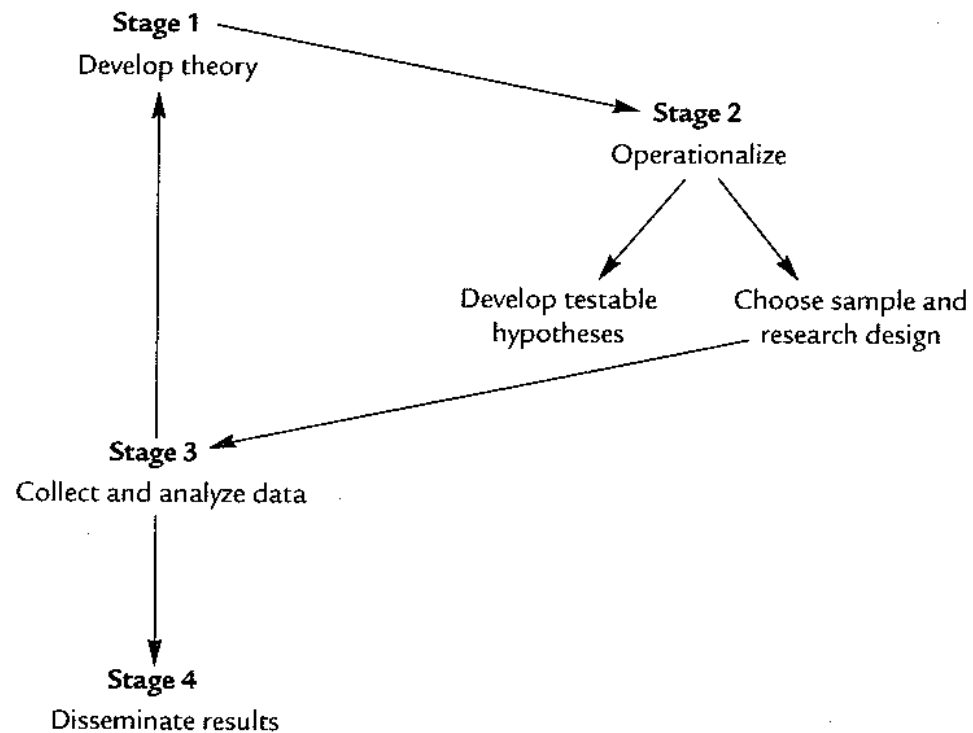 Stage 1
Develop theory
Stage 2
Operationalize
Develop testable
hypotheses
Choose sample and
research design
Stage 3
Collect and analyze data
Stage 4
Disseminate results